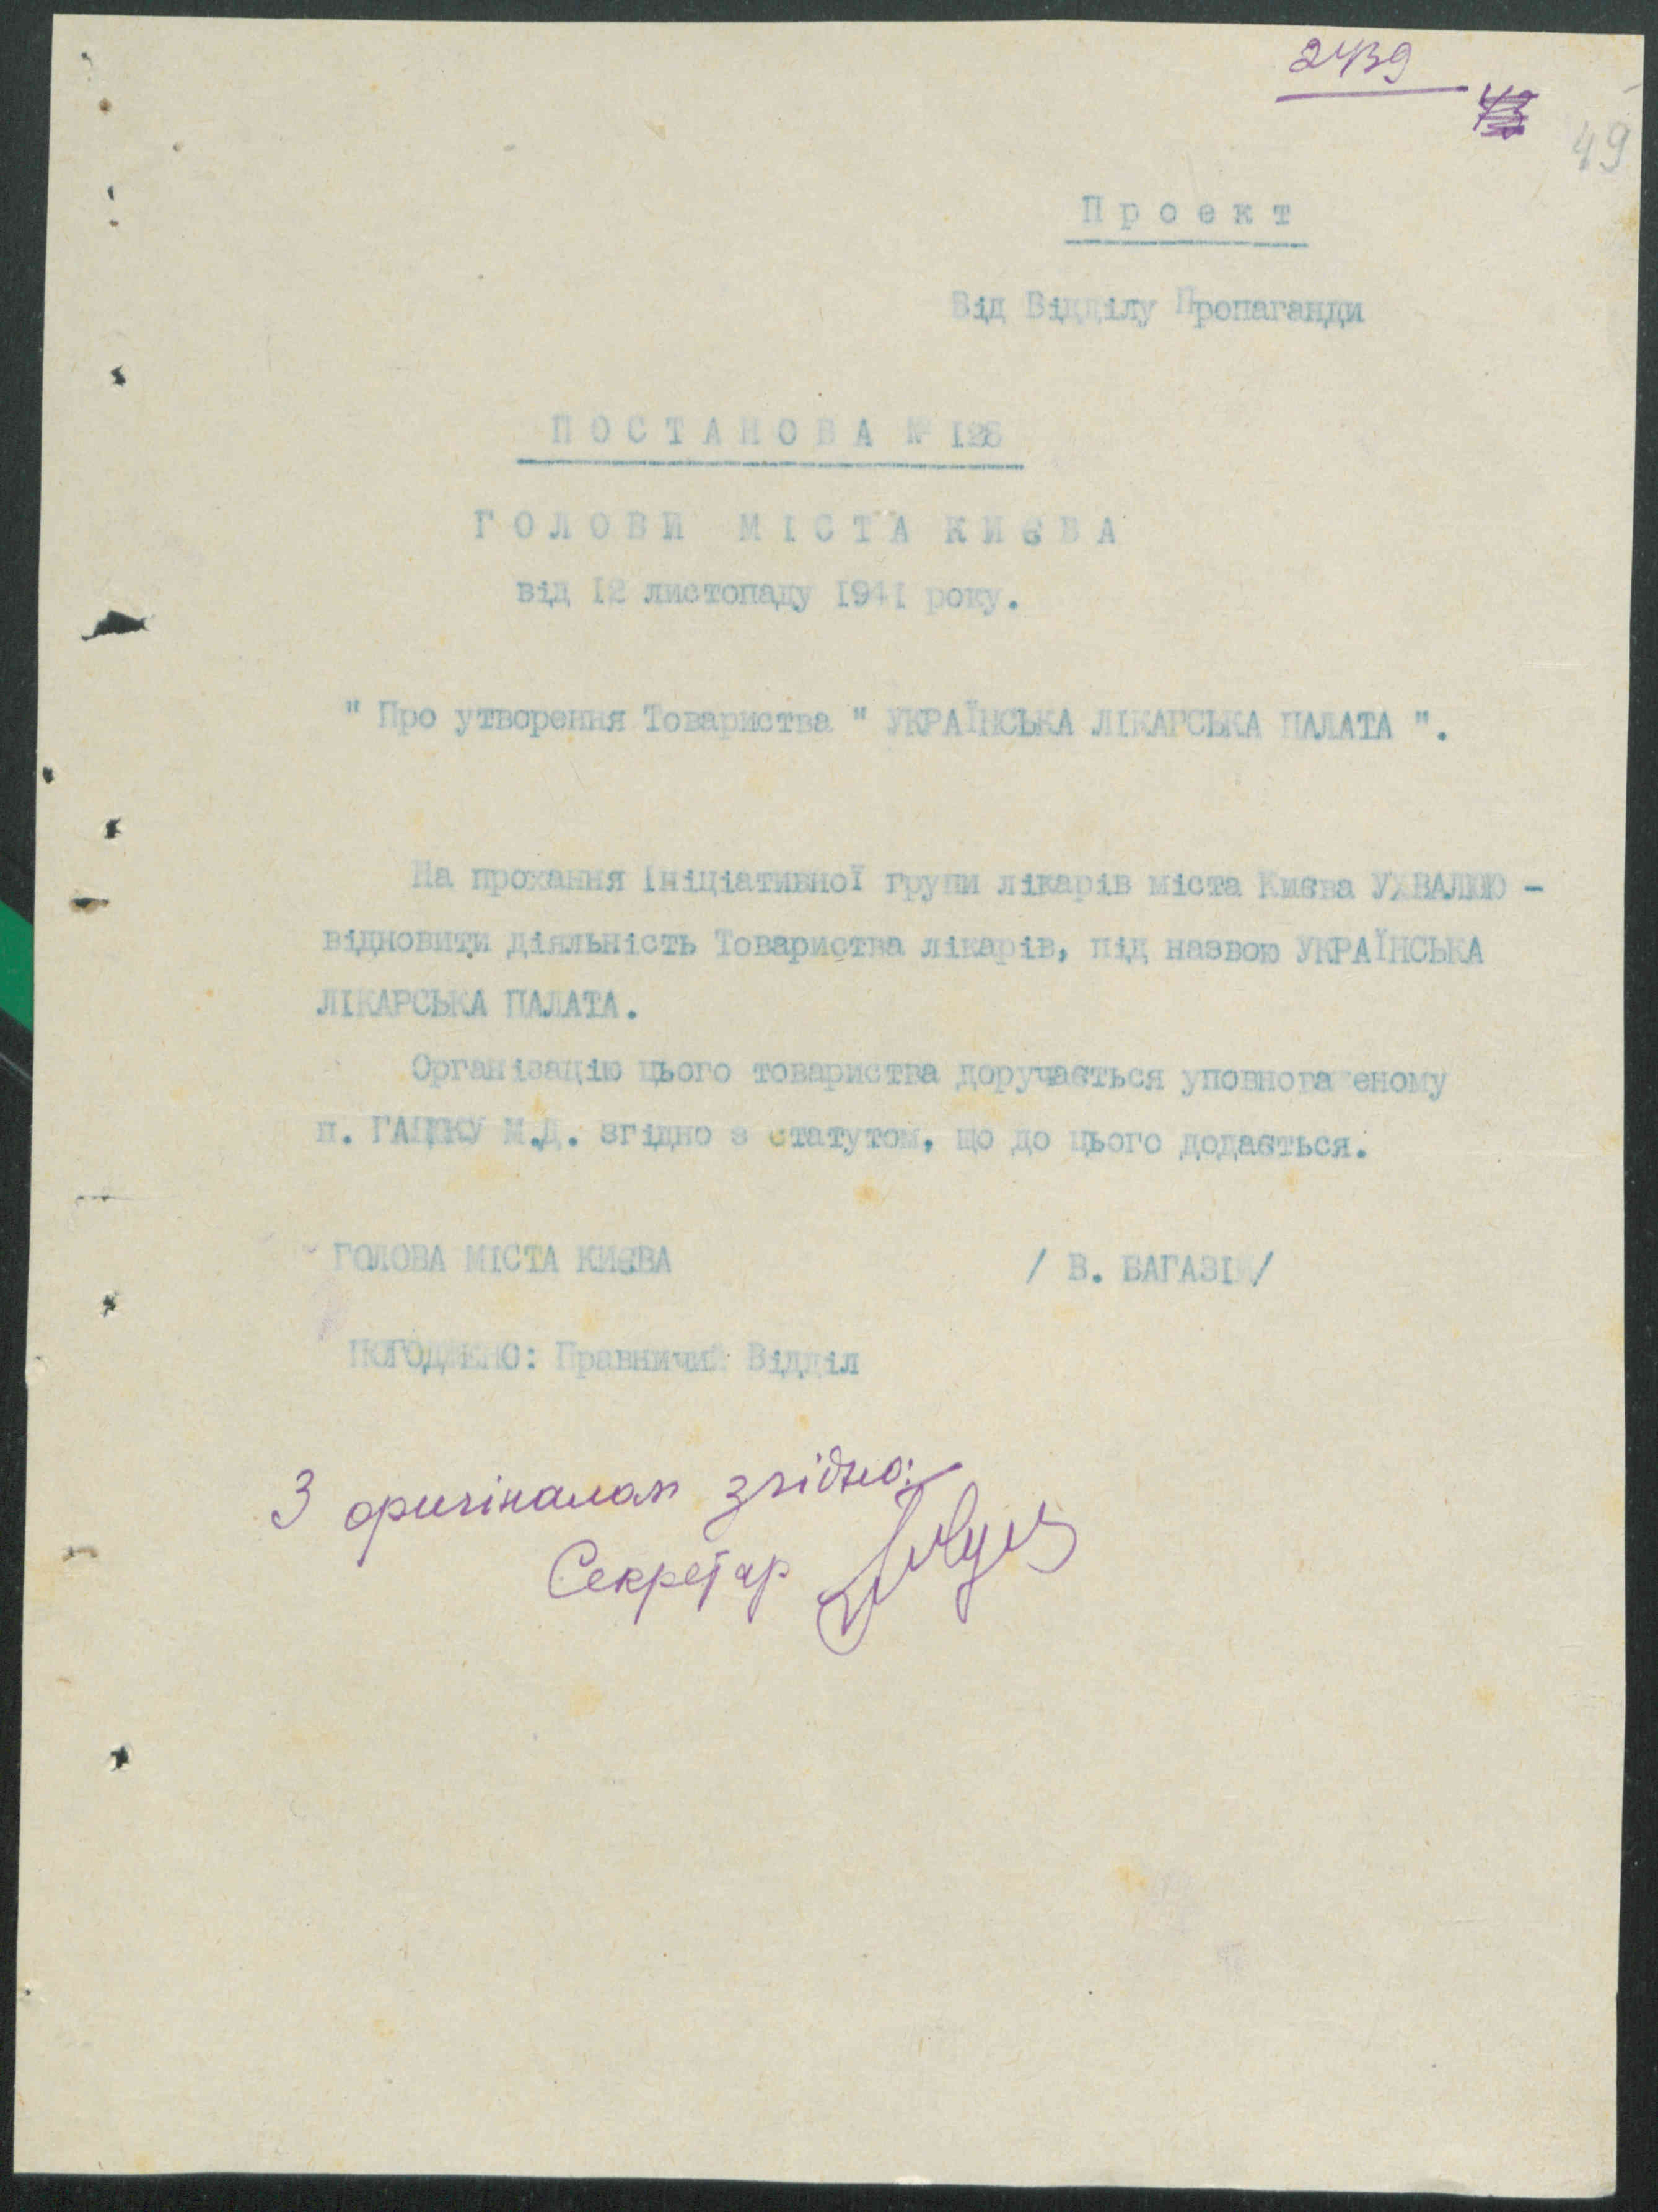 2439
49
Проект
Від Відділу Пропаганди
ПОСТАНОВА №
ГОЛОВИ МІСТА КИЄВА
від 12 листопаду 1941 року.
" Про утворення Товариства " УКРАЇНСЬКА ЛІКАРСЬКА ПАЛАТА ".
На прохання ініціативної групи лікарів міста Києва УХВАЛЮЮ -
відновити діяльність Товариства лікарів, під назвою УКРАЇНСЬКА
ЛІКАРСЬКА ПАЛАТА.
Організацію цього товариства доручається уповноваженому
п. М.Д. згідно з статутом, що до цього додається.
ГОЛОВА МІСТА КИЄВА / В. БАГАЗІЙ/
ПОГОДЖЕНО: Правничий Відділ
З оригіналом згідно:
Секретар